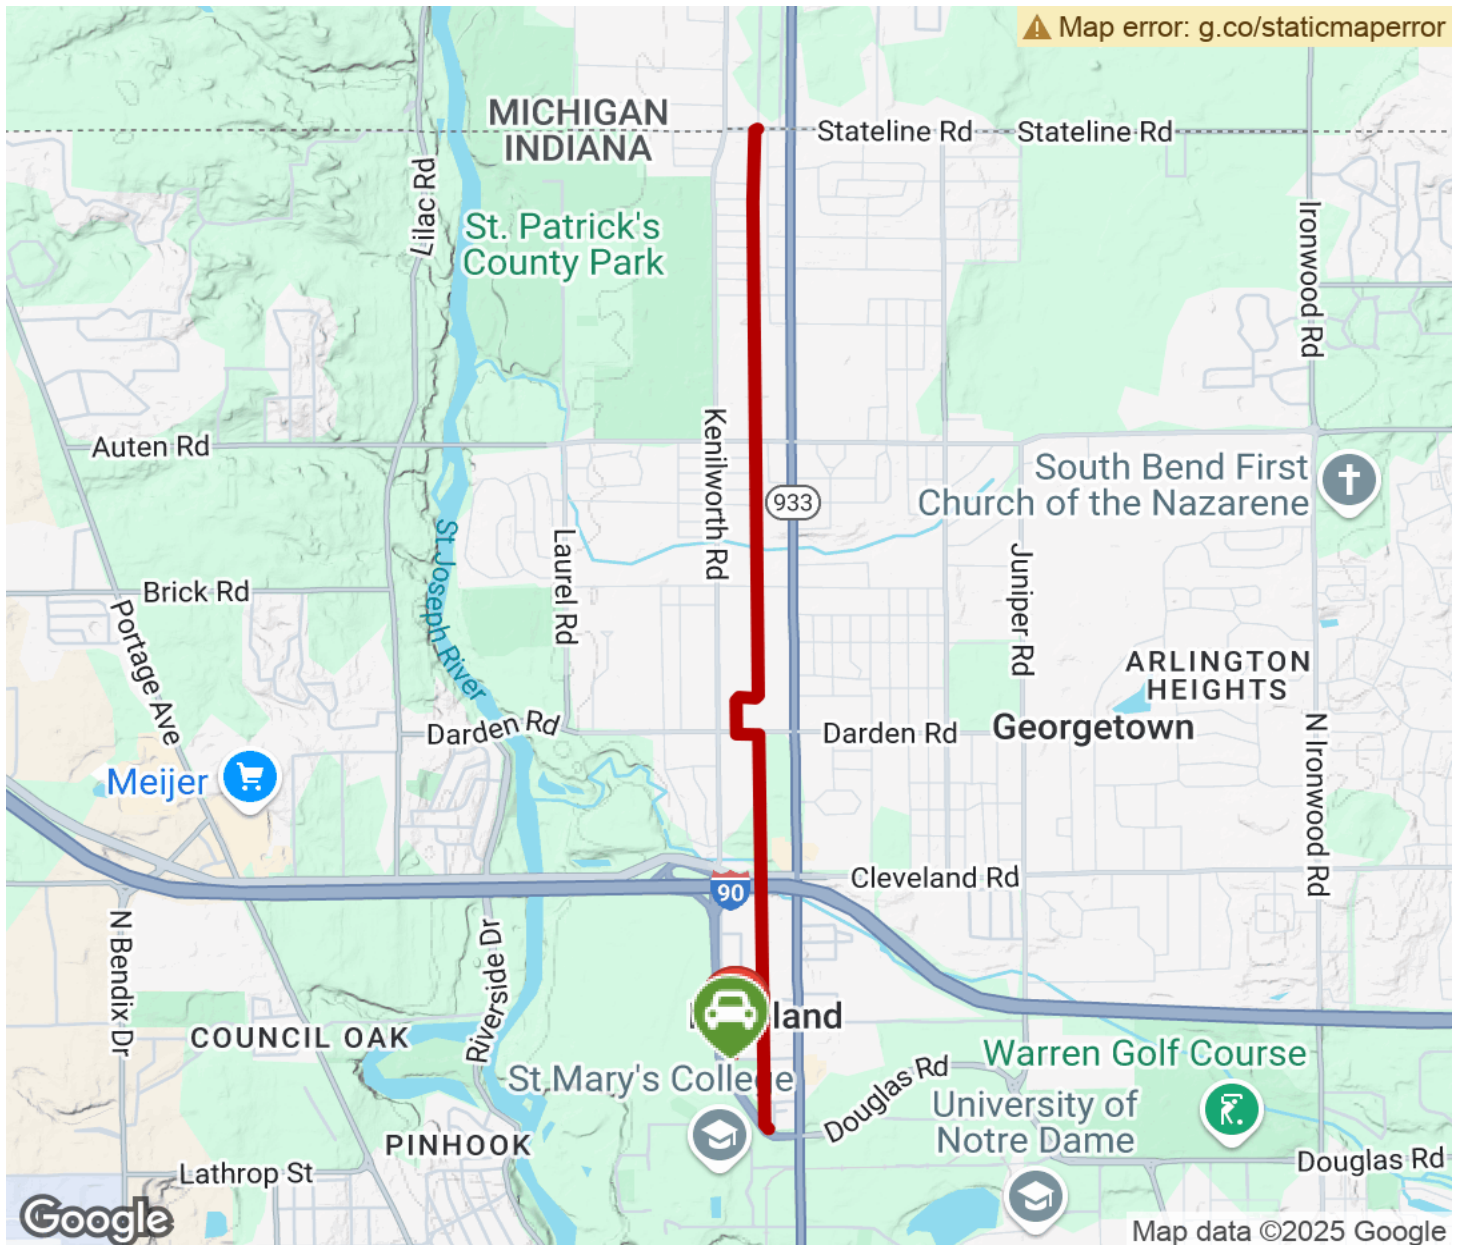 Map error: g.co/staticmaperror
MICHIGAN
INDIANA
Stateline Rd
Stateline Rd
Lilac Rd
St. Patrick's
County Park
Ironwood Rd
Auten Rd
Kenilworth Rd
South Bend First
Church of the Nazarene
933
St Joseph River
Laurel Rd
Juniper Rd
Brick Rd
Portage Ave
ARLINGTON
HEIGHTS
Darden Rd
Darden Rd
Georgetown
N Ironwood Rd
Meijer
Cleveland Rd
90
N Bendix Dr
Riverside Dr
land
COUNCIL OAK
St Mary's College
Warren Golf Course
Douglas Rd
University of
Notre Dame
PINHOOK
Lathrop St
Douglas Rd
Google
Map data ©2025 Google